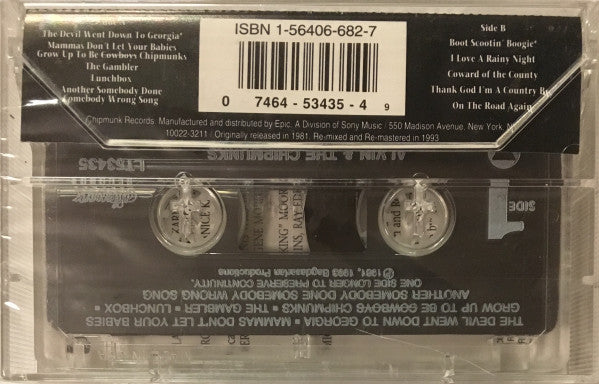 The Devil Went Down To Georgia*
Mammas Don't Let Your Babies
Grow Up To Be Cowboys Chipmunks
The Gambler
Lunchbox
Another Somebody Done
Somebody Wrong Song
ISBN 1-56406-682-7
0 7464-53435-4 9
Side B
Boot Scootin' Boogie*
I Love A Rainy Night
Coward of the County
Thank God I'm A Country B
On The Road Again
Chipmunk Records. Manufactured and distributed by Epic. A Division of Sony Music / 550 Madison Avenue, New York, N
10022-3211 / Originally released in 1981. Re-mixed and Re-mastered in 1993
ALVIN & THE CHIPMUNKS
LT53435
SIDE 1
THE DEVIL WENT DOWN TO GEORGIA • MAMMAS DON'T LET YOUR BABIES
GROW UP TO BE COWBOYS CHIPMUNKS • THE GAMBLER • LUNCHBOX •
ANOTHER SOMEBODY DONE SOMEBODY WRONG SONG
ONE SIDE LONGER TO PRESERVE CONTINUITY.
℗ 1981, 1993 Bagdasarian Productions